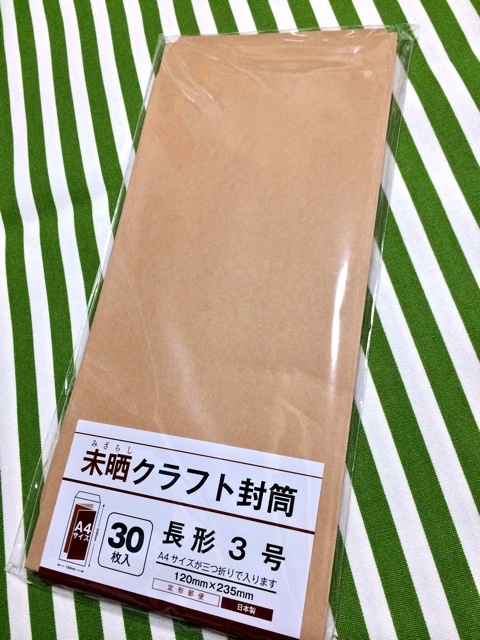 みざらし
未晒クラフト封筒
A4
サイズ
30
枚入
長形3号
A4サイズが三つ折りで入ります
120mm×235mm
定形郵便
日本製